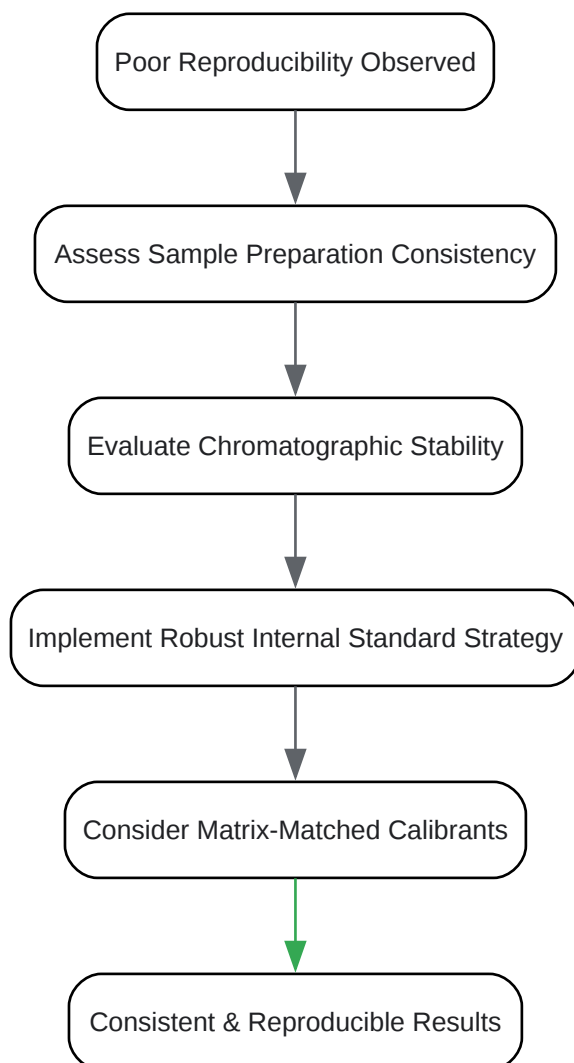 Poor Reproducibility Observed
Assess Sample Preparation Consistency
Evaluate Chromatographic Stability
Implement Robust Internal Standard Strategy
Consider Matrix-Matched Calibrants
Consistent & Reproducible Results